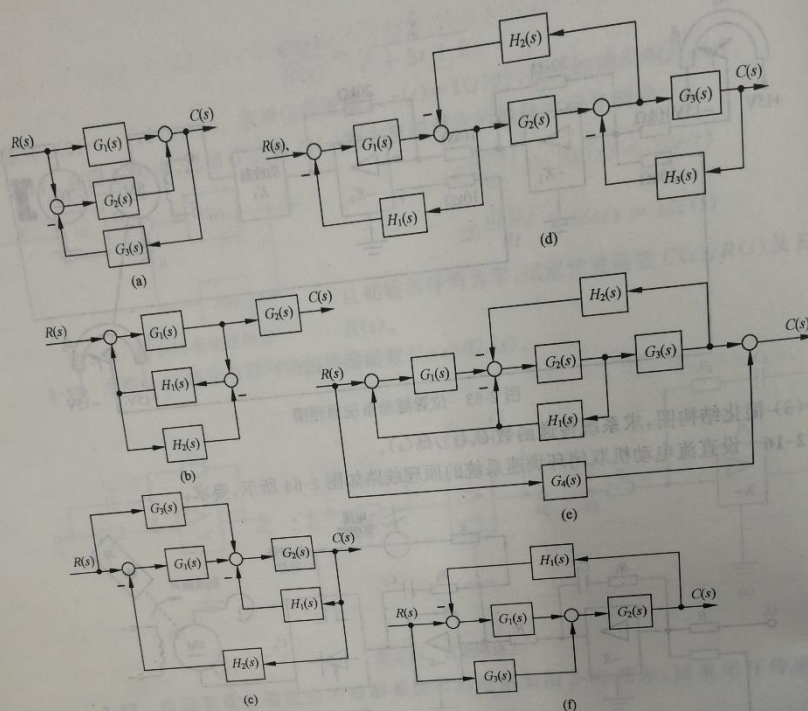 R(s)
G₁(s)
C(s)
G₂(s)
−
G₃(s)
(a)
H₂(s)
−
C(s)
R(s)
G₁(s)
G₂(s)
G₃(s)
−
−
H₁(s)
H₃(s)
(d)
R(s)
G₁(s)
G₂(s)
C(s)
H₁(s)
−
H₂(s)
(b)
H₂(s)
−
C(s)
R(s)
G₁(s)
−
G₂(s)
G₃(s)
−
H₁(s)
G₄(s)
(e)
G₃(s)
R(s)
G₁(s)
G₂(s)
C(s)
−
−
H₁(s)
H₂(s)
(c)
H₁(s)
−
R(s)
G₁(s)
G₂(s)
C(s)
G₃(s)
(f)